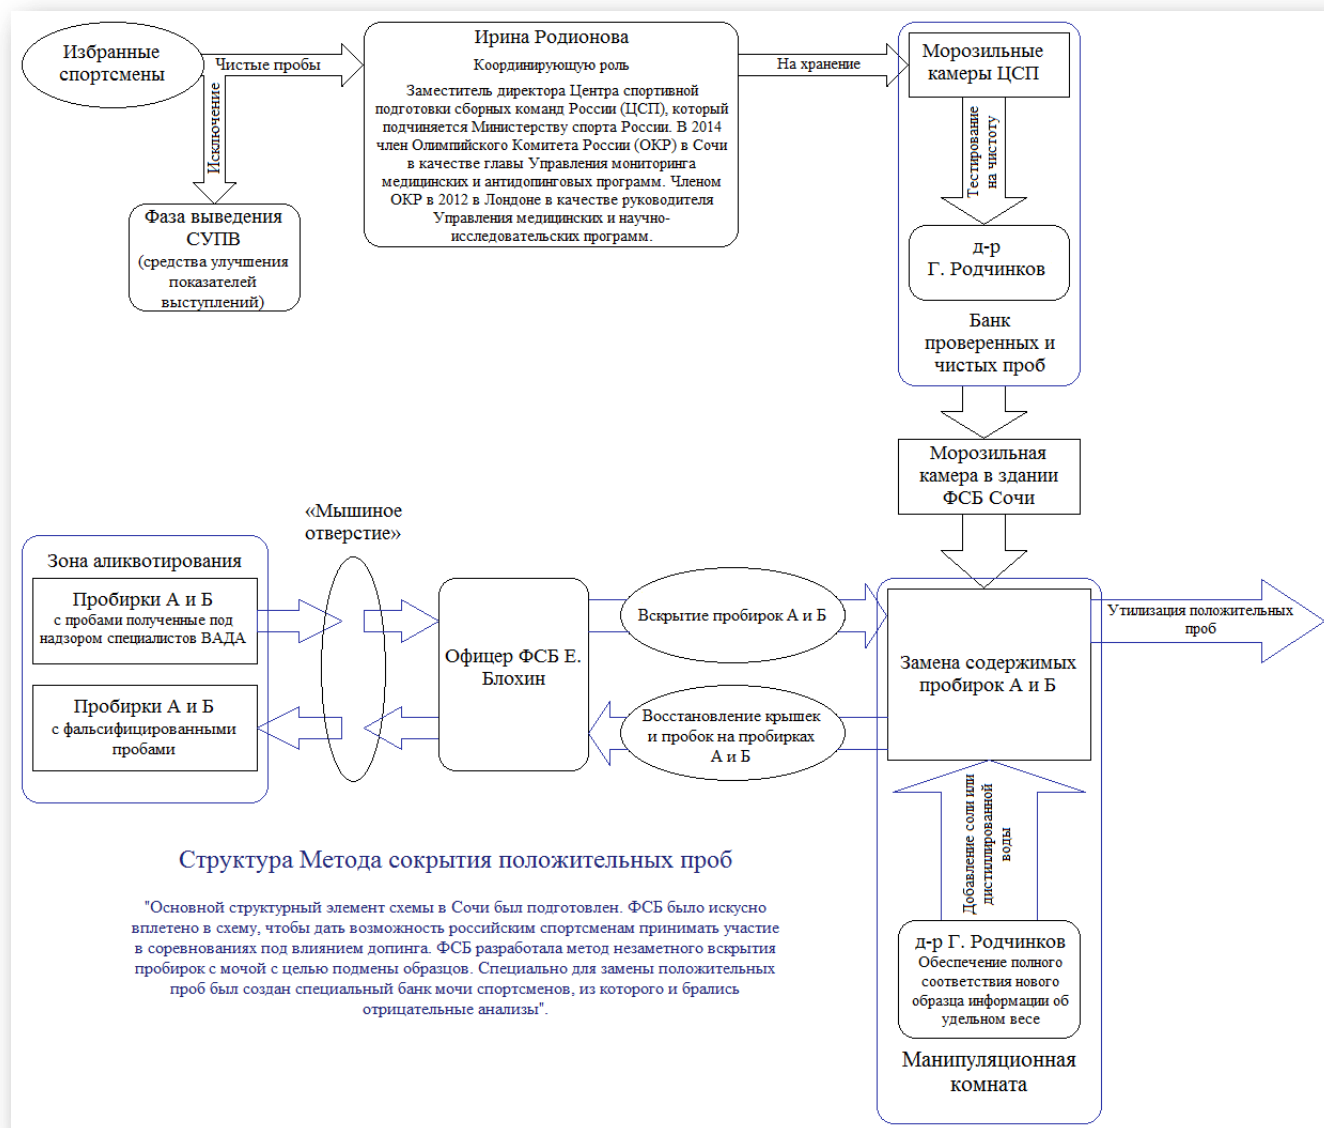 Избранные
спортсмены
Чистые пробы
Исключение
Фаза выведения
СУПВ
(средства улучшения
показателей
выступлений)
Ирина Родионова
Координирующую роль
Заместитель директора Центра спортивной
подготовки сборных команд России (ЦСП), который
подчиняется Министерству спорта России. В 2014
член Олимпийского Комитета России (ОКР) в Сочи
в качестве главы Управления мониторинга
медицинских и антидопинговых программ. Членом
ОКР в 2012 в Лондоне в качестве руководителя
Управления медицинских и научно-
исследовательских программ.
На хранение
Морозильные
камеры ЦСП
Тестирование
на чистоту
д-р
Г. Родчинков
Банк
проверенных и
чистых проб
Морозильная
камера в здании
ФСБ Сочи
«Мышиное
отверстие»
Зона аликвотирования
Пробирки А и Б
с пробами полученные под
надзором специалистов ВАДА
Пробирки А и Б
с фальсифицированными
пробами
Офицер ФСБ Е.
Блохин
Вскрытие пробирок А и Б
Восстановление крышек
и пробок на пробирках
А и Б
Замена содержимых
пробирок А и Б
Утилизация положительных
проб
Добавление соли или
дистиллированной
воды
д-р Г. Родчинков
Обеспечение полного
соответствия нового
образца информации об
удельном весе
Манипуляционная
комната
Структура Метода сокрытия положительных проб
"Основной структурный элемент схемы в Сочи был подготовлен. ФСБ было искусно
вплетено в схему, чтобы дать возможность российским спортсменам принимать участие
в соревнованиях под влиянием допинга. ФСБ разработала метод незаметного вскрытия
пробирок с мочой с целью подмены образцов. Специально для замены положительных
проб был создан специальный банк мочи спортсменов, из которого и брались
отрицательные анализы".